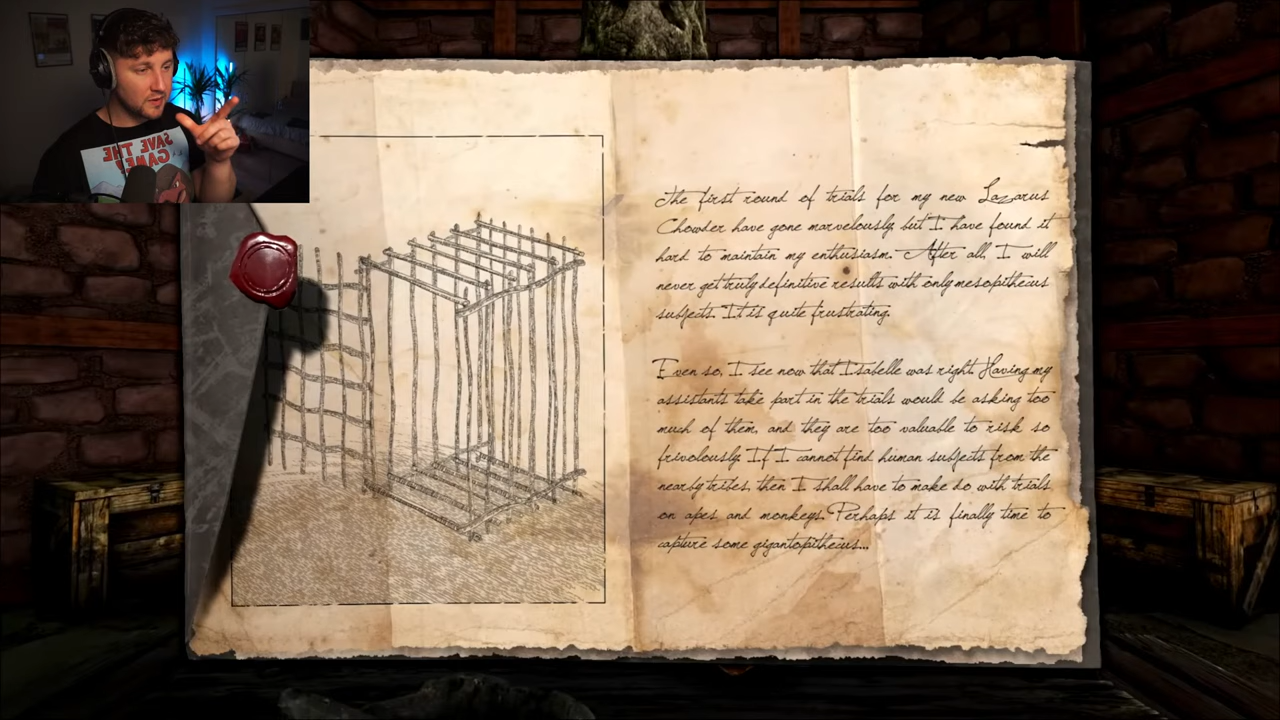 SAVE THE
GAME?
The first round of trials for my new Lazarus
Chowder have gone marvelously, but I have found it
hard to maintain my enthusiasm. After all, I will
never get truly definitive results with only mesopithecus
subjects. It is quite frustrating.
Even so, I see now that Isabelle was right. Having my
assistants take part in the trials would be asking too
much of them, and they are too valuable to risk so
frivolously. If I cannot find human subjects from the
nearby tribes, then I shall have to make do with trials
on apes and monkeys. Perhaps it is finally time to
capture some gigantopithecus...